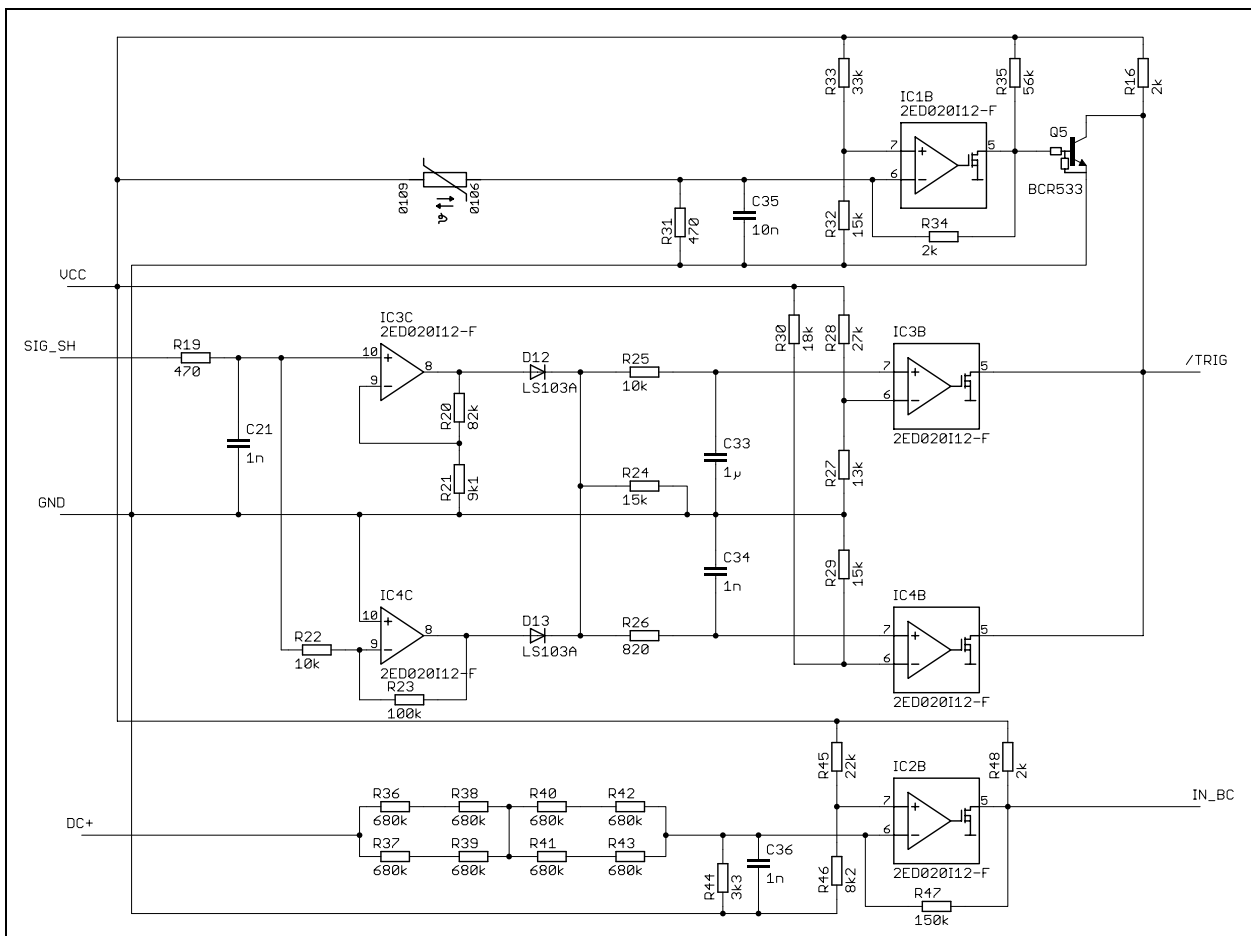 R33
33k
R35
56k
R16
2k
IC1B
2ED020I12-F
7
+
5
6
−
Q5
BCR533
0109
0106
ϑ
R31
470
C35
10n
R32
15k
R34
2k
VCC
SIG_SH
R19
470
C21
1n
IC3C
2ED020I12-F
10
+
8
9
−
R20
82k
R21
9k1
D12
LS103A
R25
10k
R24
15k
C33
1µ
R30
18k
R28
27k
IC3B
7
+
5
6
−
2ED020I12-F
/TRIG
R27
13k
GND
C34
1n
R29
15k
IC4C
10
+
8
9
−
2ED020I12-F
R22
10k
R23
100k
D13
LS103A
R26
820
IC4B
7
+
5
6
−
2ED020I12-F
R45
22k
IC2B
7
+
5
6
−
2ED020I12-F
R48
2k
IN_BC
DC+
R36
680k
R38
680k
R40
680k
R42
680k
R37
680k
R39
680k
R41
680k
R43
680k
R44
3k3
C36
1n
R46
8k2
R47
150k